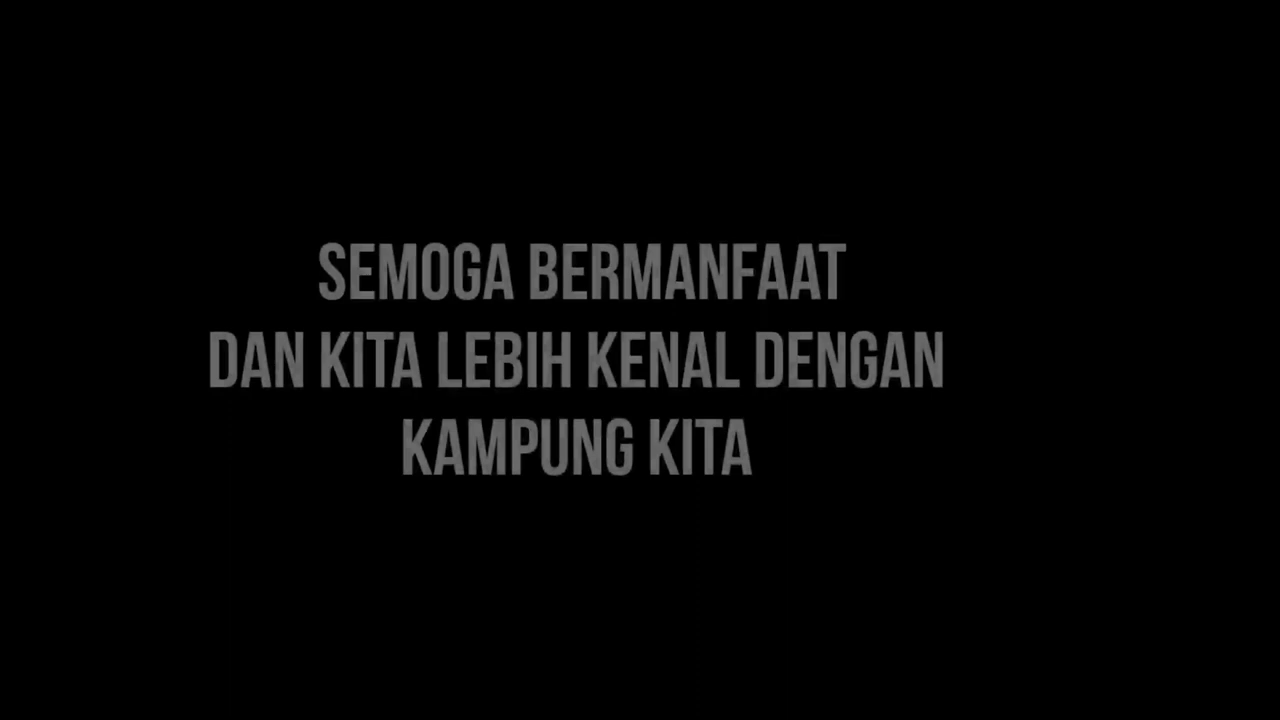 SEMOGA BERMANFAAT
DAN KITA LEBIH KENAL DENGAN
KAMPUNG KITA